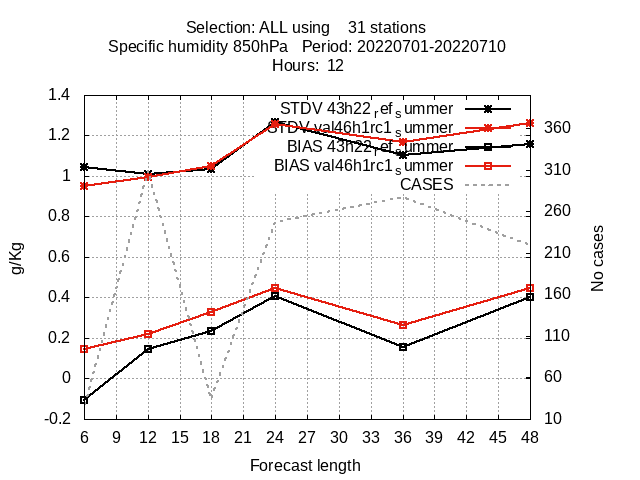 Selection: ALL using    31 stations
Specific humidity 850hPa   Period: 20220701-20220710
Hours:  12
STDV 43h22_ref_summer
STDV val46h1rc1_summer
BIAS 43h22_ref_summer
BIAS val46h1rc1_summer
CASES
1.4
1.2
1
0.8
0.6
0.4
0.2
0
-0.2
g/Kg
360
310
260
210
160
110
60
10
No cases
6 9 12 15 18 21 24 27 30 33 36 39 42 45 48
Forecast length